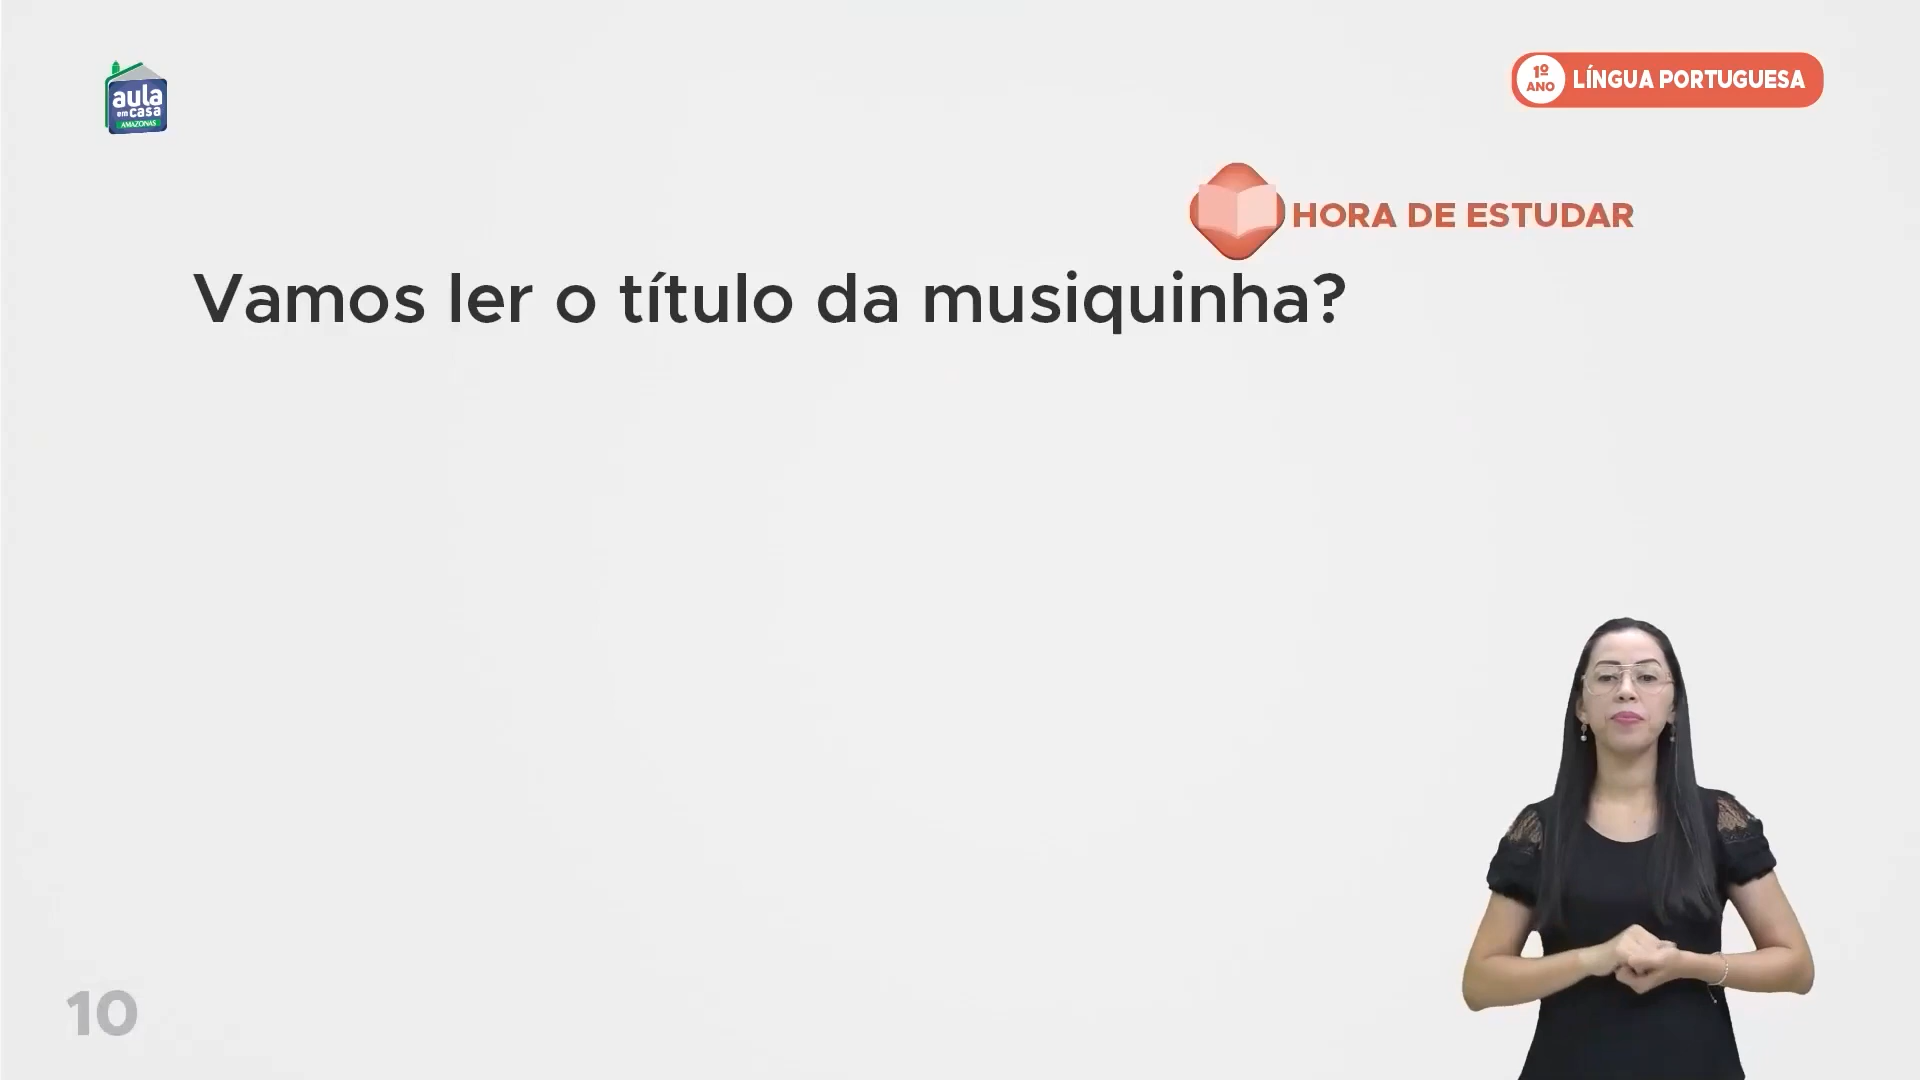 aula
em casa
AMAZONAS
1º
ANO
LÍNGUA PORTUGUESA
HORA DE ESTUDAR
Vamos ler o título da musiquinha?
10